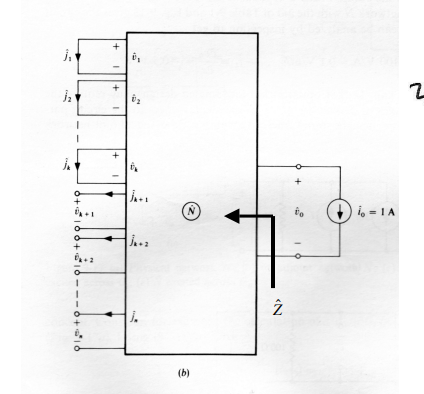 ĵ₁ + v̂₁ −
ĵ₂ + v̂₂ −
ĵₖ + v̂ₖ −
ĵₖ₊₁
+ v̂ₖ₊₁ −
ĵₖ₊₂
+ v̂ₖ₊₂ −
ĵₙ
+ v̂ₙ −
N̂
+ v̂₀ −
î₀ = 1 A
Ẑ
(b)